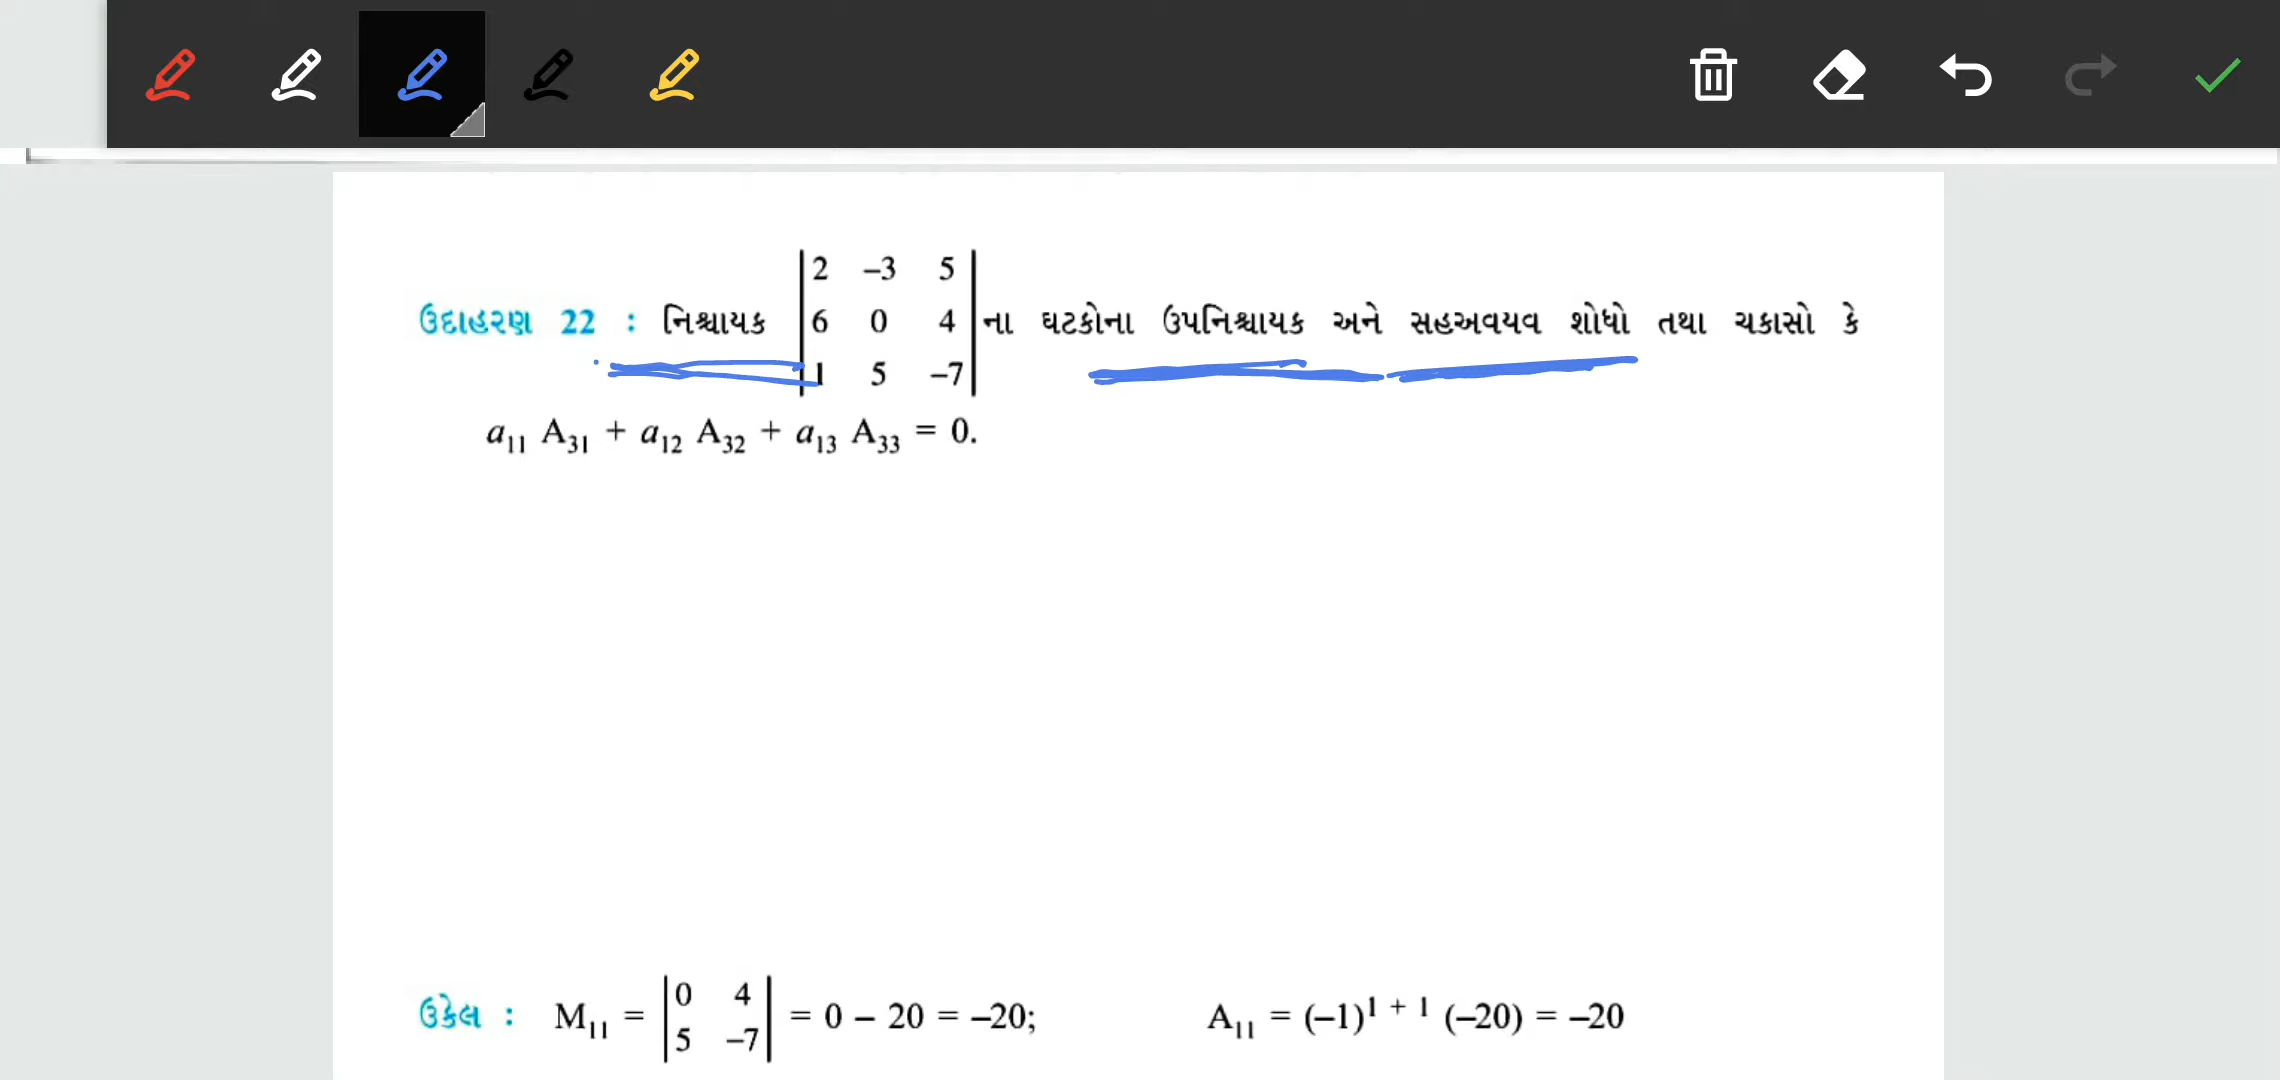 ઉદાહરણ 22 : નિશ્ચાયક |2 –3 5; 6 0 4; 1 5 –7| ના ઘટકોના ઉપનિશ્ચાયક અને સહઅવયવ શોધો તથા ચકાસો કે
a₁₁ A₃₁ + a₁₂ A₃₂ + a₁₃ A₃₃ = 0.
ઉકેલ : M₁₁ = |0 4; 5 –7| = 0 – 20 = –20; A₁₁ = (–1)¹⁺¹ (–20) = –20